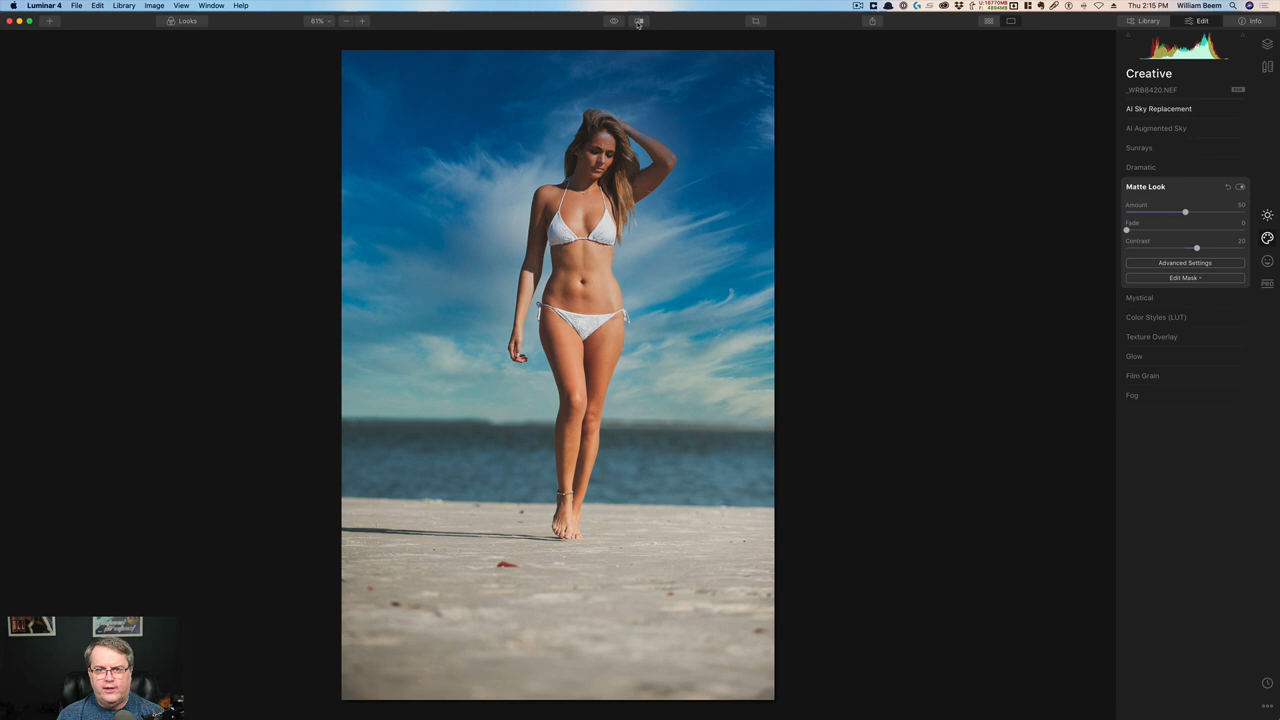 Luminar 4 File Edit Library Image View Window Help
Thu 2:15 PM William Beem
Looks
61%
Library Edit Info
Creative
_WRB8420.NEF
AI Sky Replacement
AI Augmented Sky
Sunrays
Dramatic
Matte Look
Amount 50
Fade 0
Contrast 20
Advanced Settings
Edit Mask
Mystical
Color Styles (LUT)
Texture Overlay
Glow
Film Grain
Fog
PRO